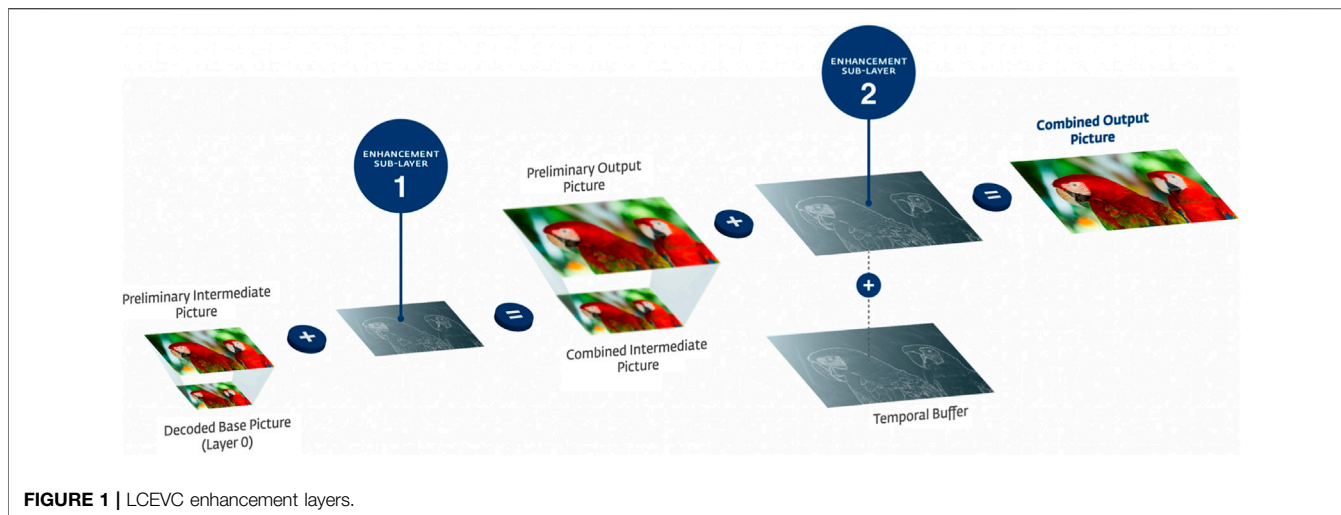 ENHANCEMENT
SUB-LAYER
1
ENHANCEMENT
SUB-LAYER
2
Combined Output
Picture
Preliminary Output
Picture
+
=
+
=
+
Preliminary Intermediate
Picture
Combined Intermediate
Picture
Decoded Base Picture
(Layer 0)
Temporal Buffer
FIGURE 1 | LCEVC enhancement layers.